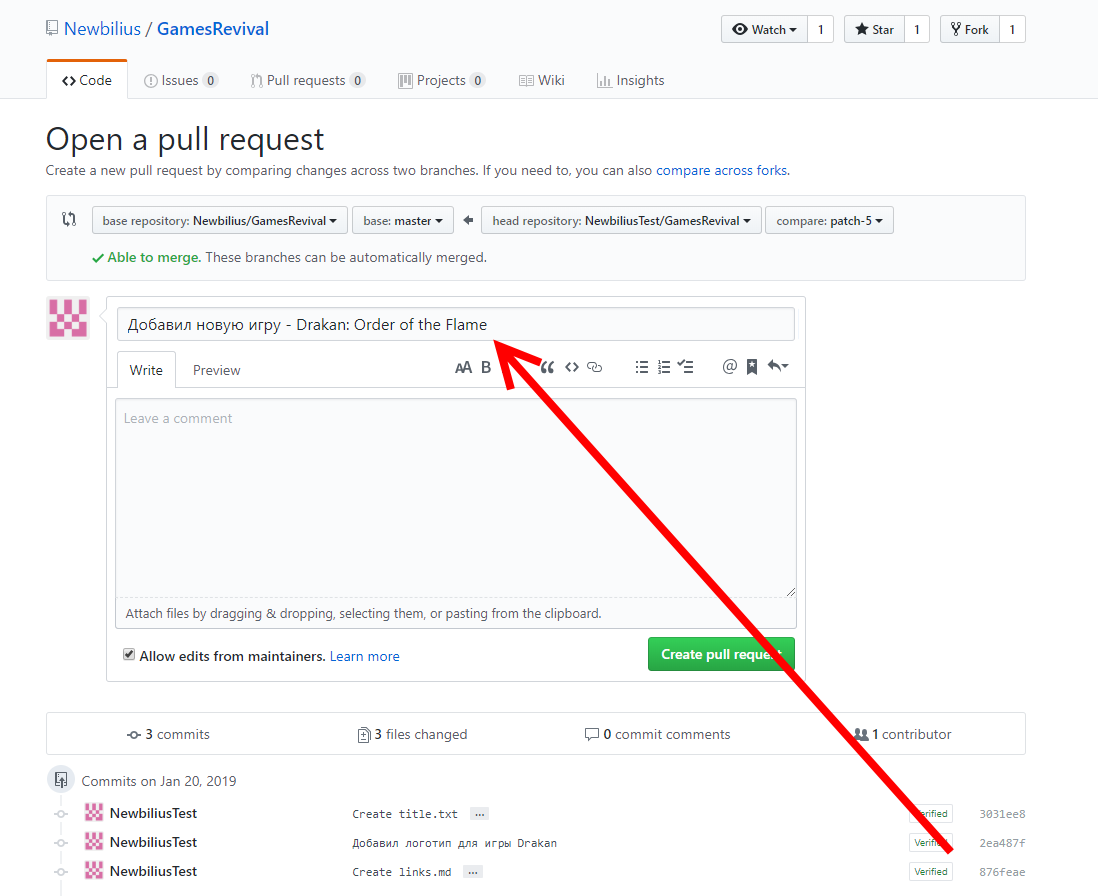 Newbilius / GamesRevival
Watch 1 Star 1 Fork 1
Code Issues 0 Pull requests 0 Projects 0 Wiki Insights
Open a pull request
Create a new pull request by comparing changes across two branches. If you need to, you can also compare across forks.
base repository: Newbilius/GamesRevival base: master head repository: NewbiliusTest/GamesRevival compare: patch-5
Able to merge. These branches can be automatically merged.
Добавил новую игру - Drakan: Order of the Flame
Write Preview AA B “ <> @
Leave a comment
Attach files by dragging & dropping, selecting them, or pasting from the clipboard.
Allow edits from maintainers. Learn more Create pull request
3 commits 3 files changed 0 commit comments 1 contributor
Commits on Jan 20, 2019
NewbiliusTest Create title.txt … Verified 3031ee8
NewbiliusTest Добавил логотип для игры Drakan Verified 2ea487f
NewbiliusTest Create links.md … Verified 876feae